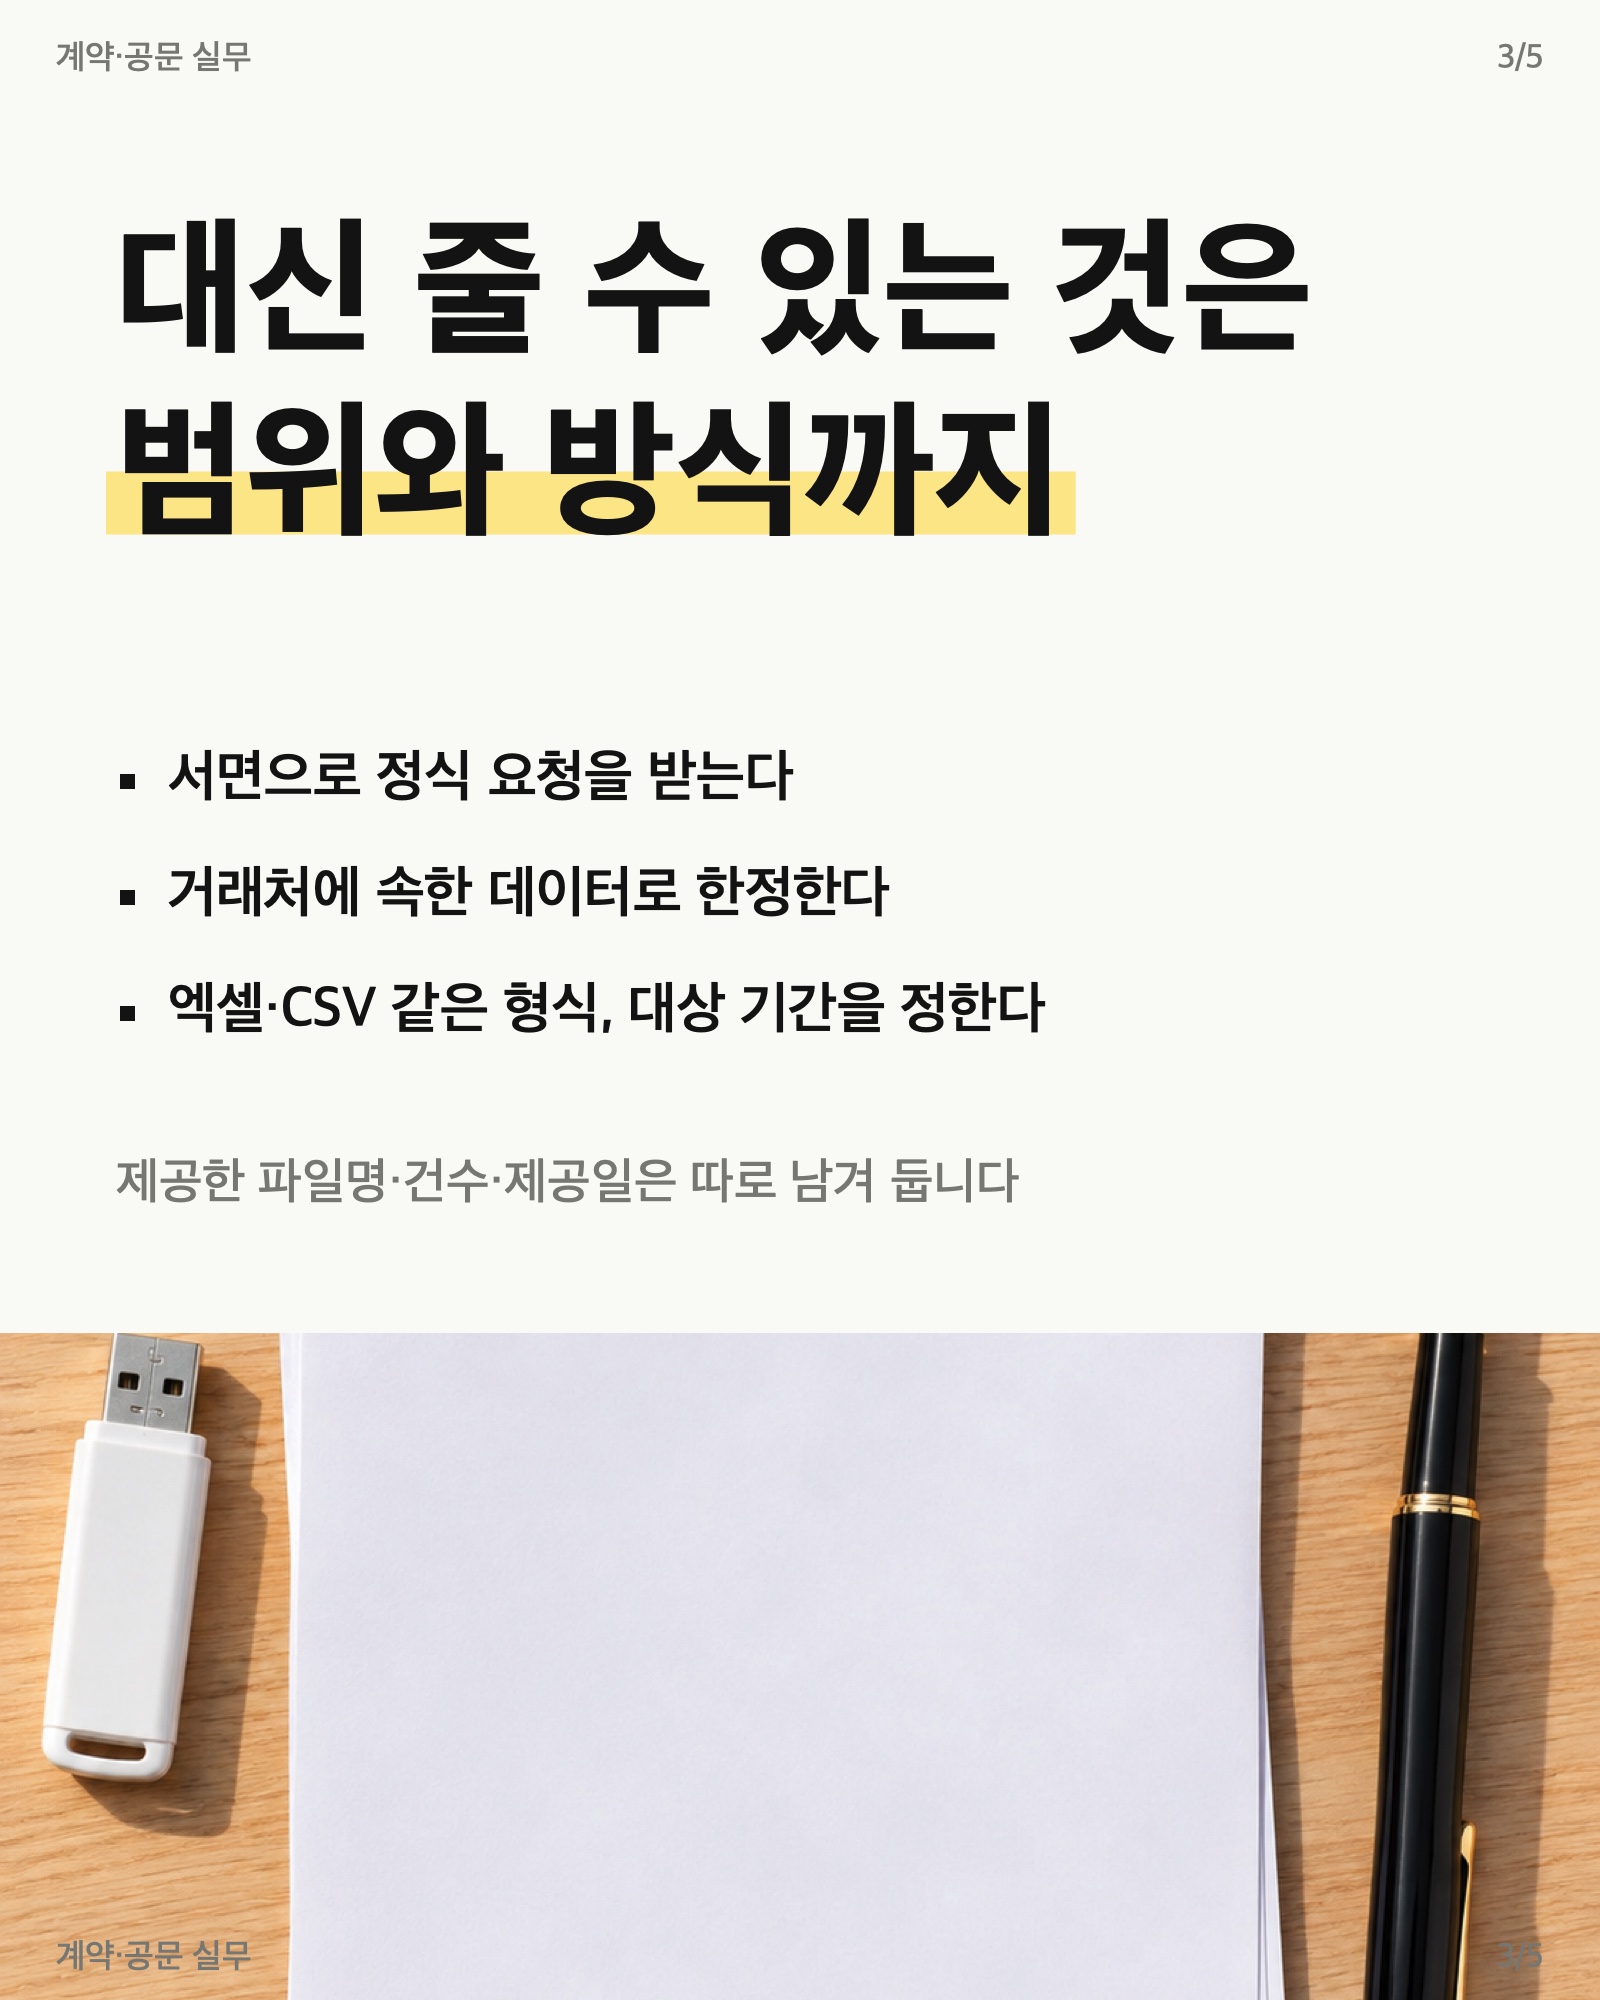 계약·공문 실무
3/5
대신 줄 수 있는 것은
범위와 방식까지
▪ 서면으로 정식 요청을 받는다
▪ 거래처에 속한 데이터로 한정한다
▪ 엑셀·CSV 같은 형식, 대상 기간을 정한다
제공한 파일명·건수·제공일은 따로 남겨 둡니다
계약·공문 실무
3/5